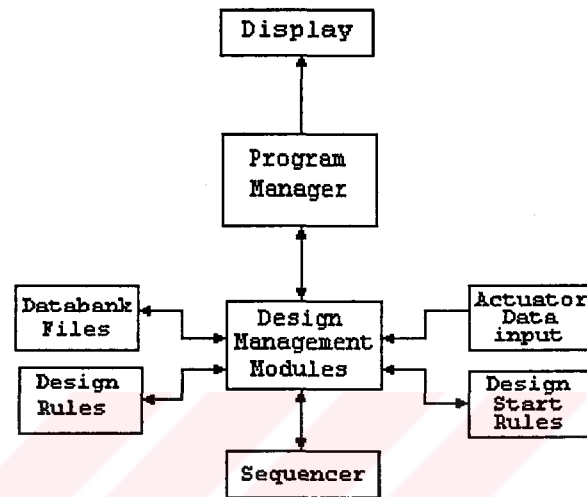 Display
Program
Manager
Databank
Files
Design
Management
Modules
Actuator
Data
input
Design
Rules
Design
Start
Rules
Sequencer